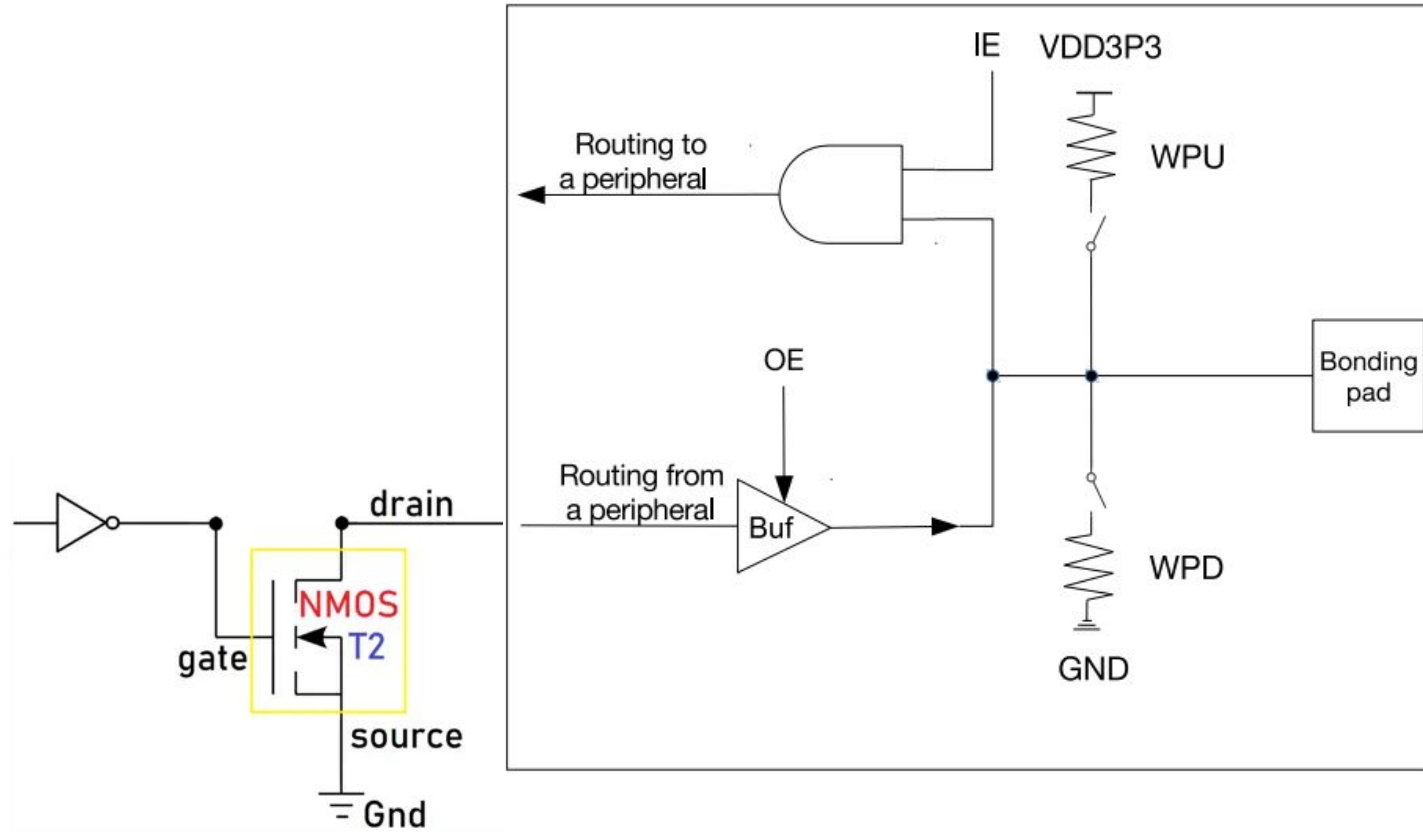 IE
VDD3P3
Routing to
a peripheral
WPU
OE
Bonding
pad
Routing from
a peripheral
Buf
drain
WPD
NMOS
T2
gate
GND
source
Gnd